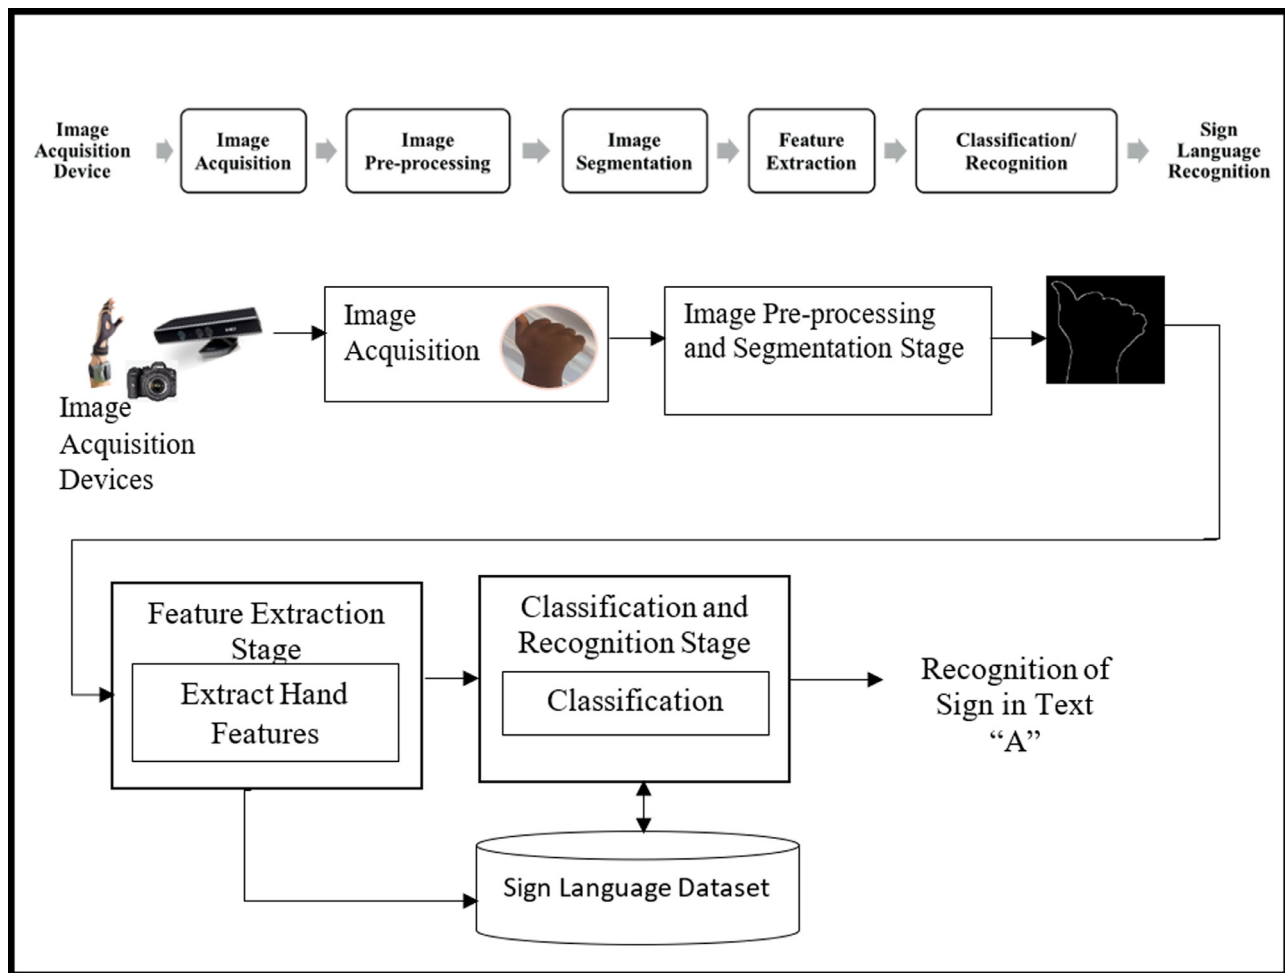 Image
Acquisition
Device
Image
Acquisition
Image
Pre-processing
Image
Segmentation
Feature
Extraction
Classification/
Recognition
Sign
Language
Recognition
Image
Acquisition
Devices
Image
Acquisition
Image Pre-processing
and Segmentation Stage
Feature Extraction
Stage
Extract Hand
Features
Classification and
Recognition Stage
Classification
Recognition of
Sign in Text
“A”
Sign Language Dataset